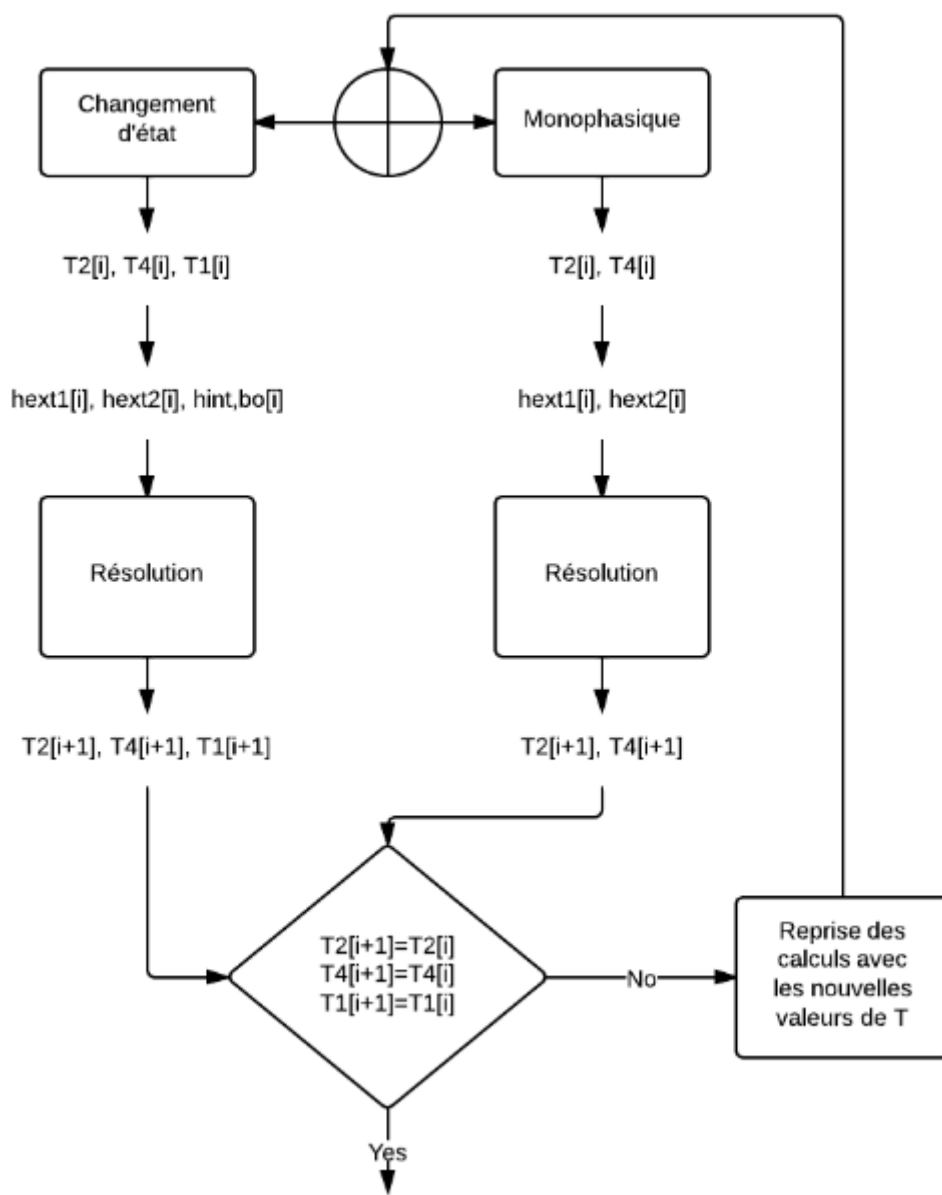 Changement
d'état
Monophasique
T2[i], T4[i], T1[i]
T2[i], T4[i]
hext1[i], hext2[i], hint,bo[i]
hext1[i], hext2[i]
Résolution
Résolution
T2[i+1], T4[i+1], T1[i+1]
T2[i+1], T4[i+1]
T2[i+1]=T2[i]
T4[i+1]=T4[i]
T1[i+1]=T1[i]
No
Reprise des
calculs avec
les nouvelles
valeurs de T
Yes